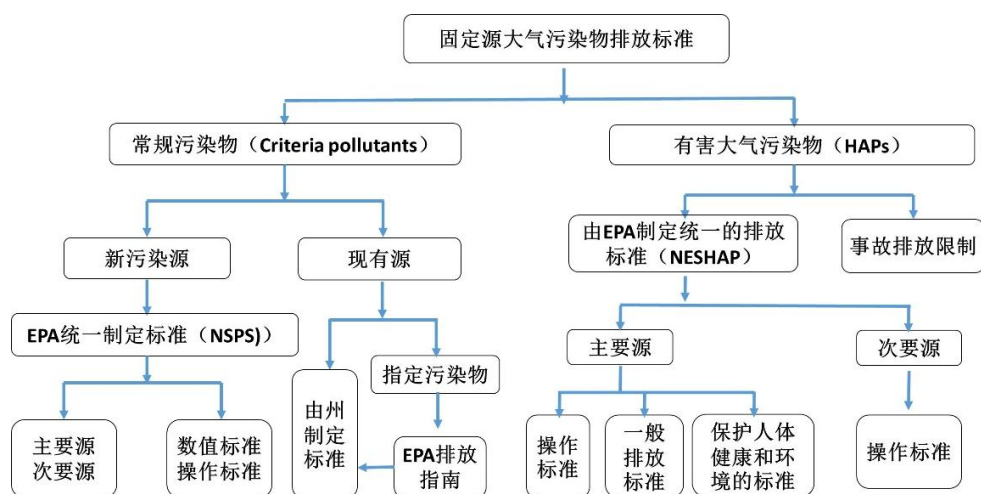 固定源大气污染物排放标准
常规污染物（Criteria pollutants）
有害大气污染物（HAPs）
新污染源
现有源
由EPA制定统一的排放
标准（NESHAP）
事故排放限制
EPA统一制定标准（NSPS)）
主要源
次要源
指定污染物
主要源
次要源
数值标准
操作标准
由州
制定
标准
EPA排放
指南
操作
标准
一般
排放
标准
保护人体
健康和环
境的标准
操作标准